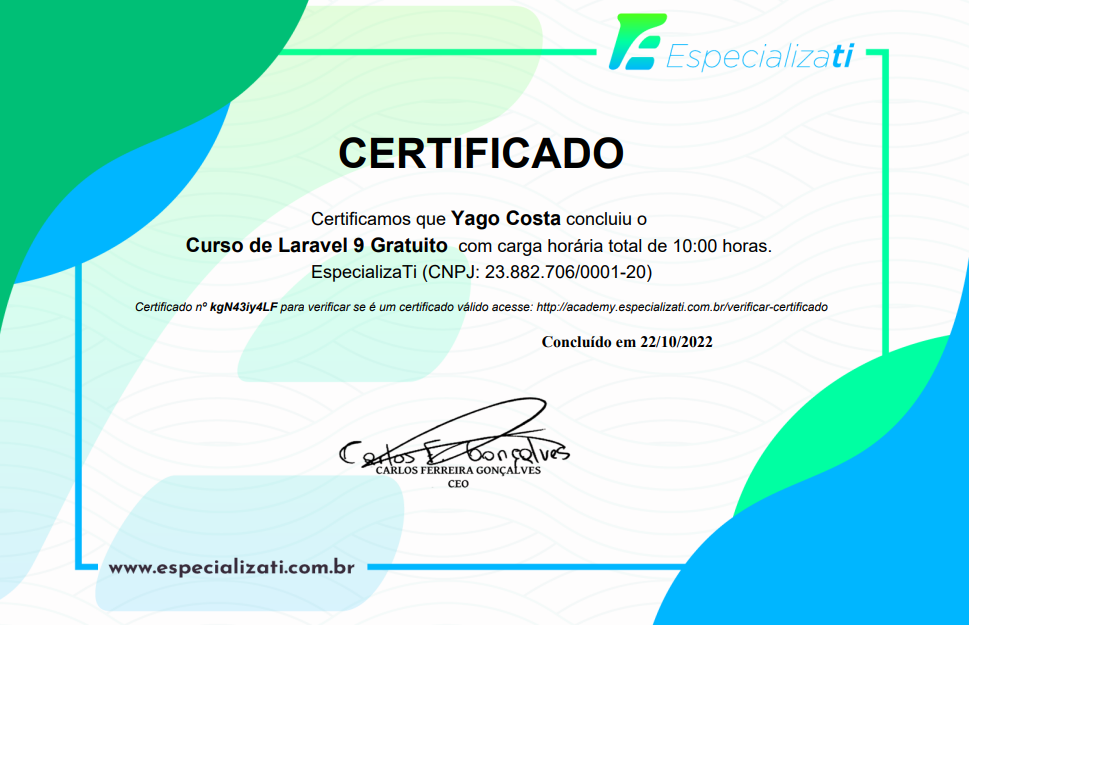 Especializati
CERTIFICADO
Certificamos que Yago Costa concluiu o
Curso de Laravel 9 Gratuito com carga horária total de 10:00 horas.
EspecializaTi (CNPJ: 23.882.706/0001-20)
Certificado nº kgN43iy4LF para verificar se é um certificado válido acesse: http://academy.especializati.com.br/verificar-certificado
Concluído em 22/10/2022
Carlos F. Gonçalves
CARLOS FERREIRA GONÇALVES
CEO
www.especializati.com.br